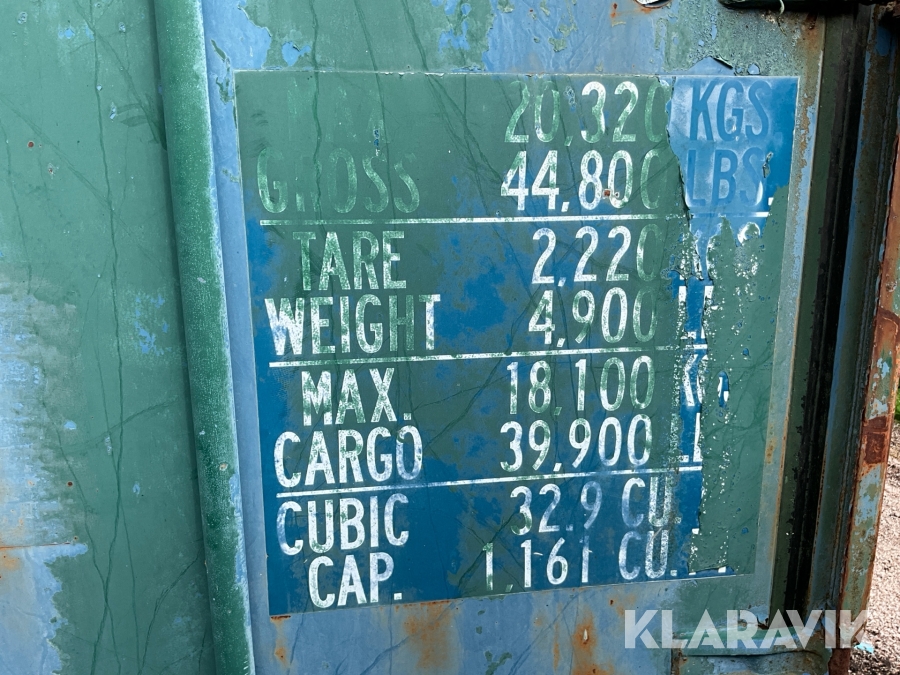 20,320 KGS
GROSS 44,800 LBS.
TARE 2,220 KGS
WEIGHT 4,900
MAX. 18,100
CARGO 39,900
CUBIC 32.9 CU
CAP. 1,161 CU.
KLARAVIK